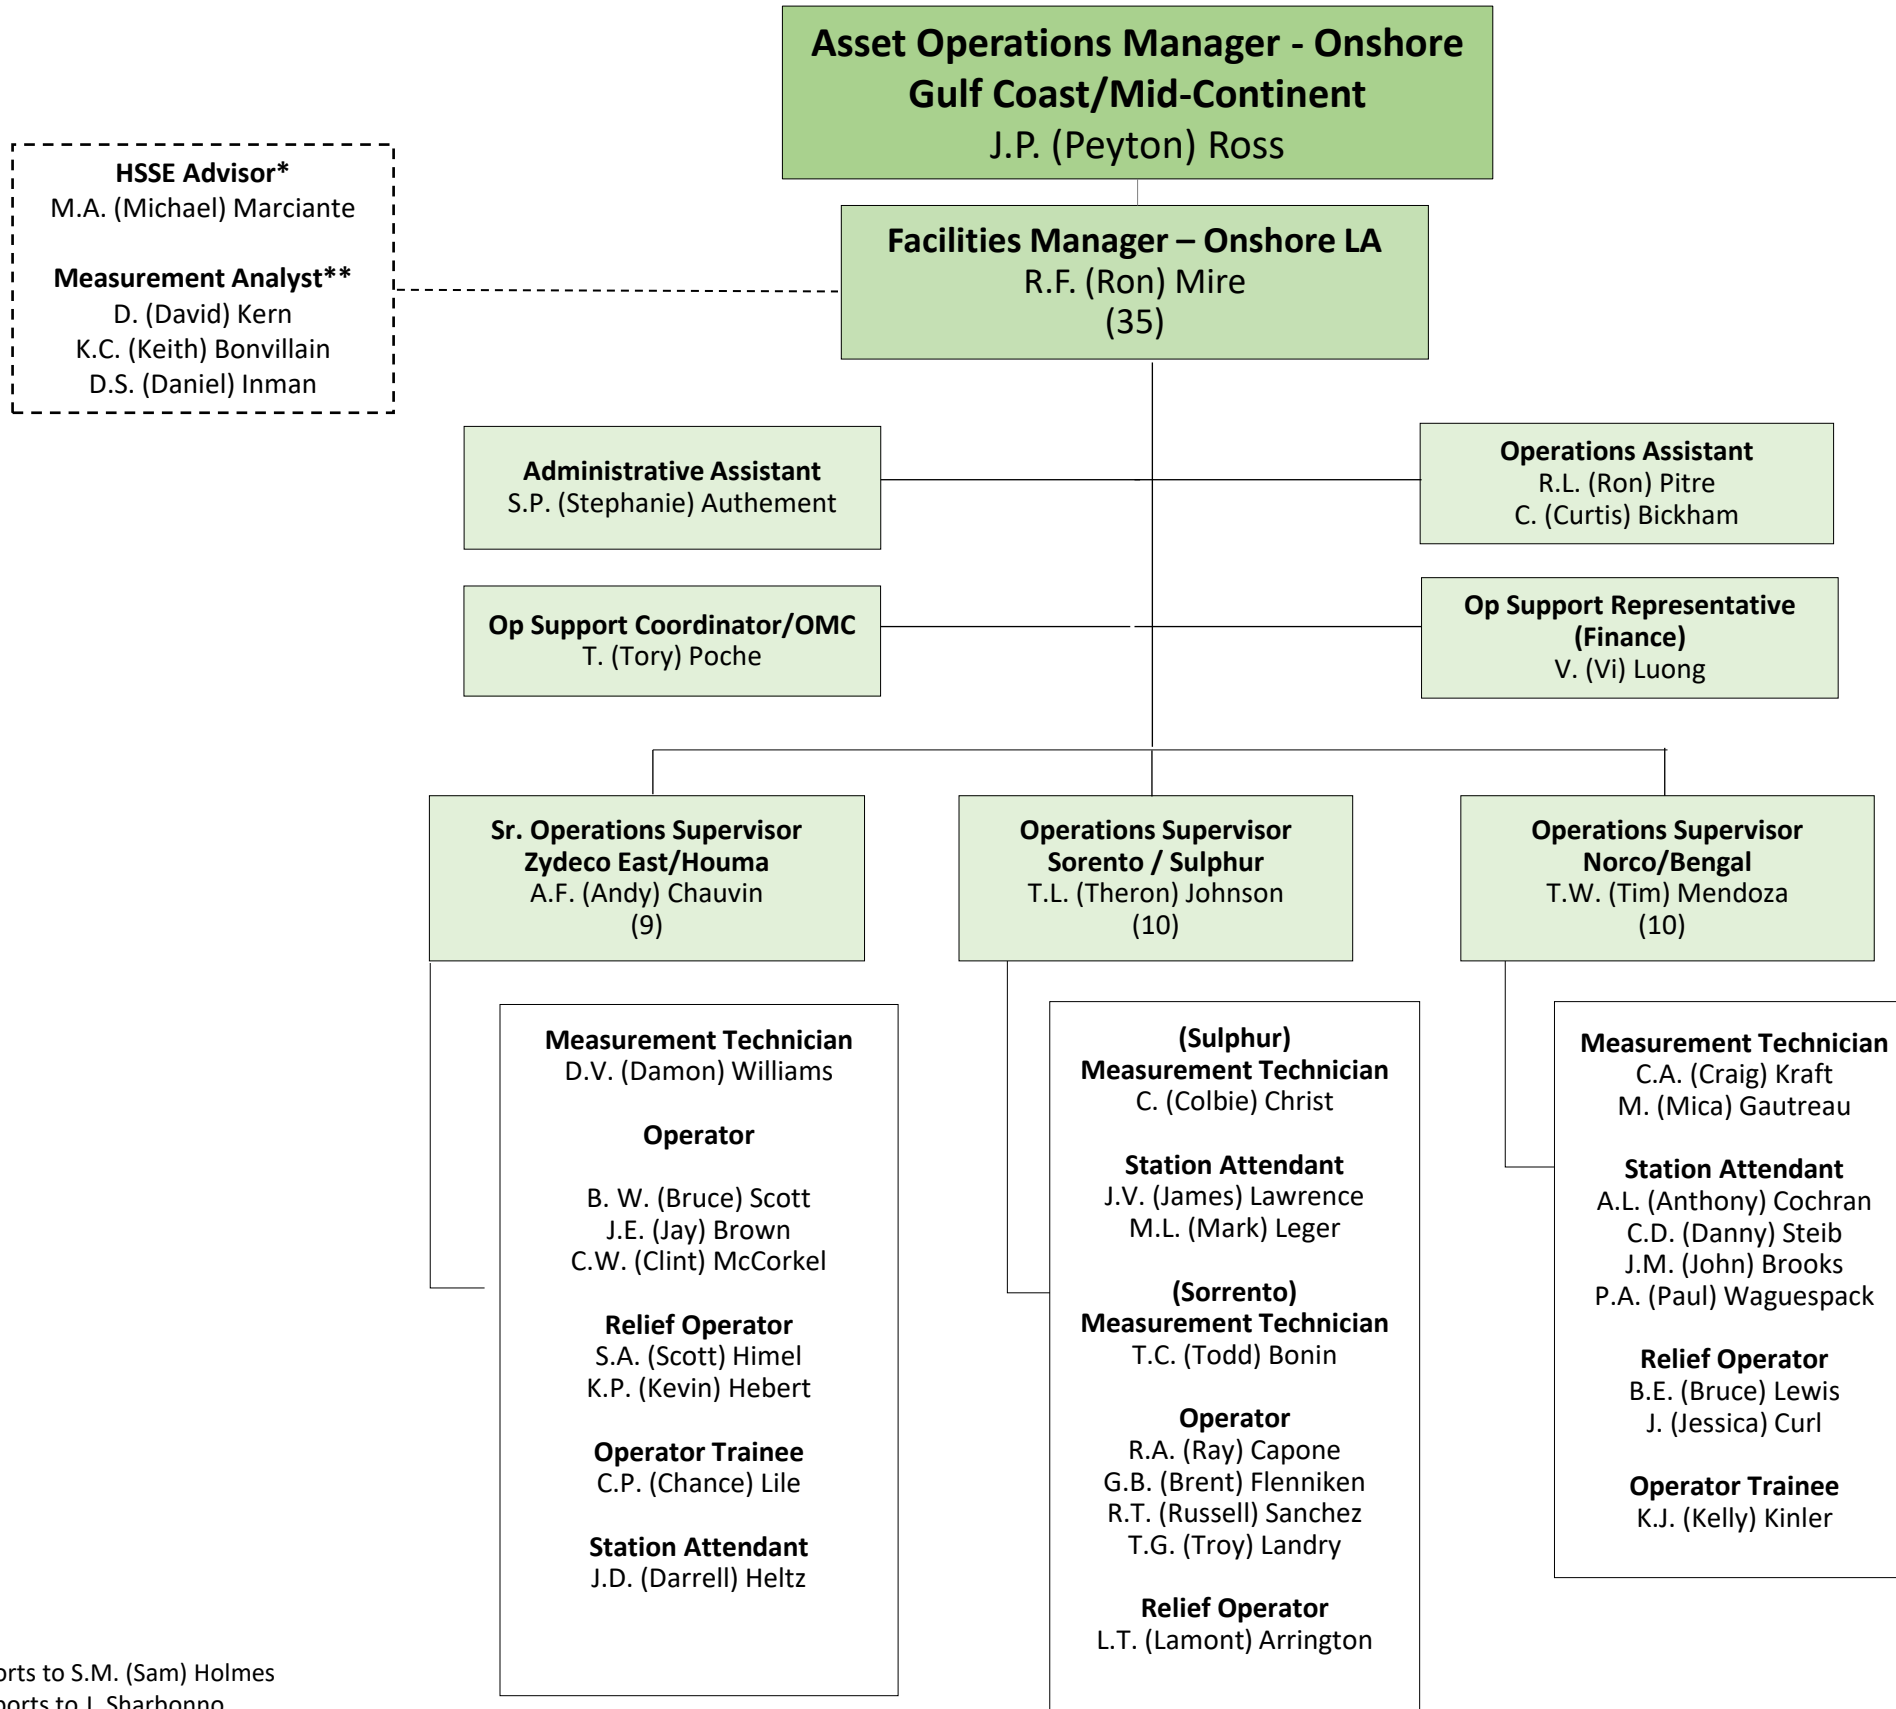 Asset Operations Manager - Onshore
Gulf Coast/Mid-Continent
J.P. (Peyton) Ross
HSSE Advisor*
M.A. (Michael) Marciante
Measurement Analyst**
D. (David) Kern
K.C. (Keith) Bonvillain
D.S. (Daniel) Inman
Facilities Manager – Onshore LA
R.F. (Ron) Mire
(35)
Administrative Assistant
S.P. (Stephanie) Authement
Operations Assistant
R.L. (Ron) Pitre
C. (Curtis) Bickham
Op Support Coordinator/OMC
T. (Tory) Poche
Op Support Representative
(Finance)
V. (Vi) Luong
Sr. Operations Supervisor
Zydeco East/Houma
A.F. (Andy) Chauvin
(9)
Operations Supervisor
Sorento / Sulphur
T.L. (Theron) Johnson
(10)
Operations Supervisor
Norco/Bengal
T.W. (Tim) Mendoza
(10)
Measurement Technician
D.V. (Damon) Williams
Operator
B. W. (Bruce) Scott
J.E. (Jay) Brown
C.W. (Clint) McCorkel
Relief Operator
S.A. (Scott) Himel
K.P. (Kevin) Hebert
Operator Trainee
C.P. (Chance) Lile
Station Attendant
J.D. (Darrell) Heltz
(Sulphur)
Measurement Technician
C. (Colbie) Christ
Station Attendant
J.V. (James) Lawrence
M.L. (Mark) Leger
(Sorrento)
Measurement Technician
T.C. (Todd) Bonin
Operator
R.A. (Ray) Capone
G.B. (Brent) Flenniken
R.T. (Russell) Sanchez
T.G. (Troy) Landry
Relief Operator
L.T. (Lamont) Arrington
Measurement Technician
C.A. (Craig) Kraft
M. (Mica) Gautreau
Station Attendant
A.L. (Anthony) Cochran
C.D. (Danny) Steib
J.M. (John) Brooks
P.A. (Paul) Waguespack
Relief Operator
B.E. (Bruce) Lewis
J. (Jessica) Curl
Operator Trainee
K.J. (Kelly) Kinler
orts to S.M. (Sam) Holmes
ports to J. Sharbonno